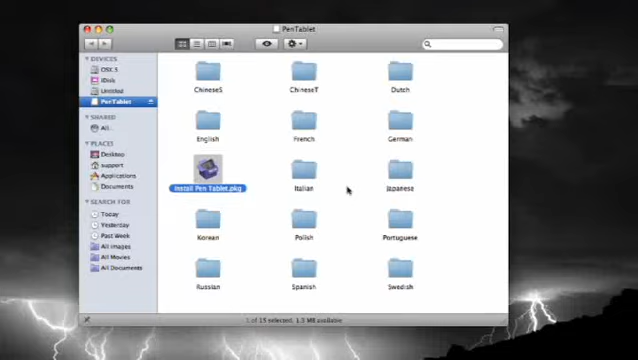 PenTablet
DEVICES
OSX.5
iDisk
Untitled
PenTablet
SHARED
All...
PLACES
Desktop
support
Applications
Documents
SEARCH FOR
Today
Yesterday
Past Week
All Images
All Movies
All Documents
ChineseS
ChineseT
Dutch
English
French
German
Install Pen Tablet.pkg
Italian
Japanese
Korean
Polish
Portuguese
Russian
Spanish
Swedish
1 of 15 selected, 1.3 MB available